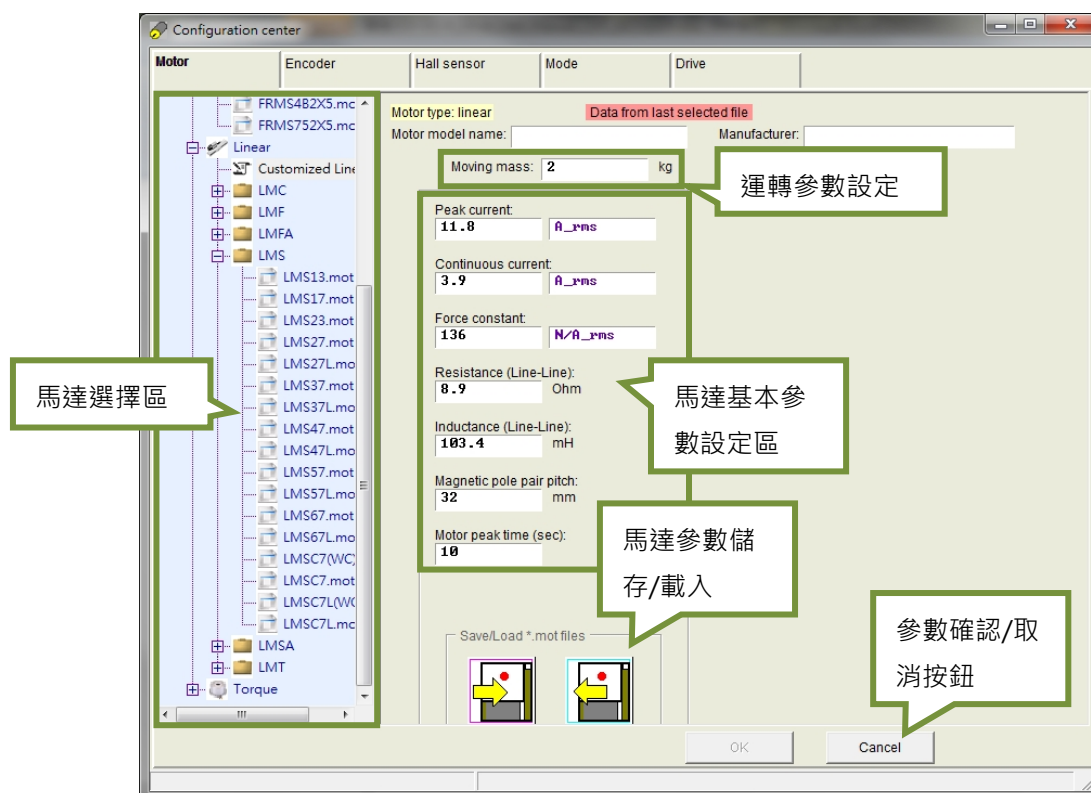 Configuration center
Motor
Encoder
Hall sensor
Mode
Drive
FRMS4B2X5.mc
FRMS752X5.mc
Linear
Customized Line
LMC
LMF
LMFA
LMS
LMS13.mot
LMS17.mot
LMS23.mot
LMS27.mot
LMS27L.mo
LMS37.mot
LMS37L.mo
LMS47.mot
LMS47L.mo
LMS57.mot
LMS57L.mo
LMS67.mot
LMS67L.mo
LMSC7(WC)
LMSC7.mot
LMSC7L(WC
LMSC7L.mc
LMSA
LMT
Torque
馬達選擇區
Motor type: linear
Data from last selected file
Motor model name:
Manufacturer:
Moving mass: 2 kg
運轉參數設定
Peak current:
11.8 A_rms
Continuous current:
3.9 A_rms
Force constant:
136 N/A_rms
Resistance (Line-Line):
8.9 Ohm
Inductance (Line-Line):
103.4 mH
Magnetic pole pair pitch:
32 mm
Motor peak time (sec):
10
馬達基本參
數設定區
馬達參數儲
存/載入
Save/Load *.mot files
參數確認/取
消按鈕
OK
Cancel